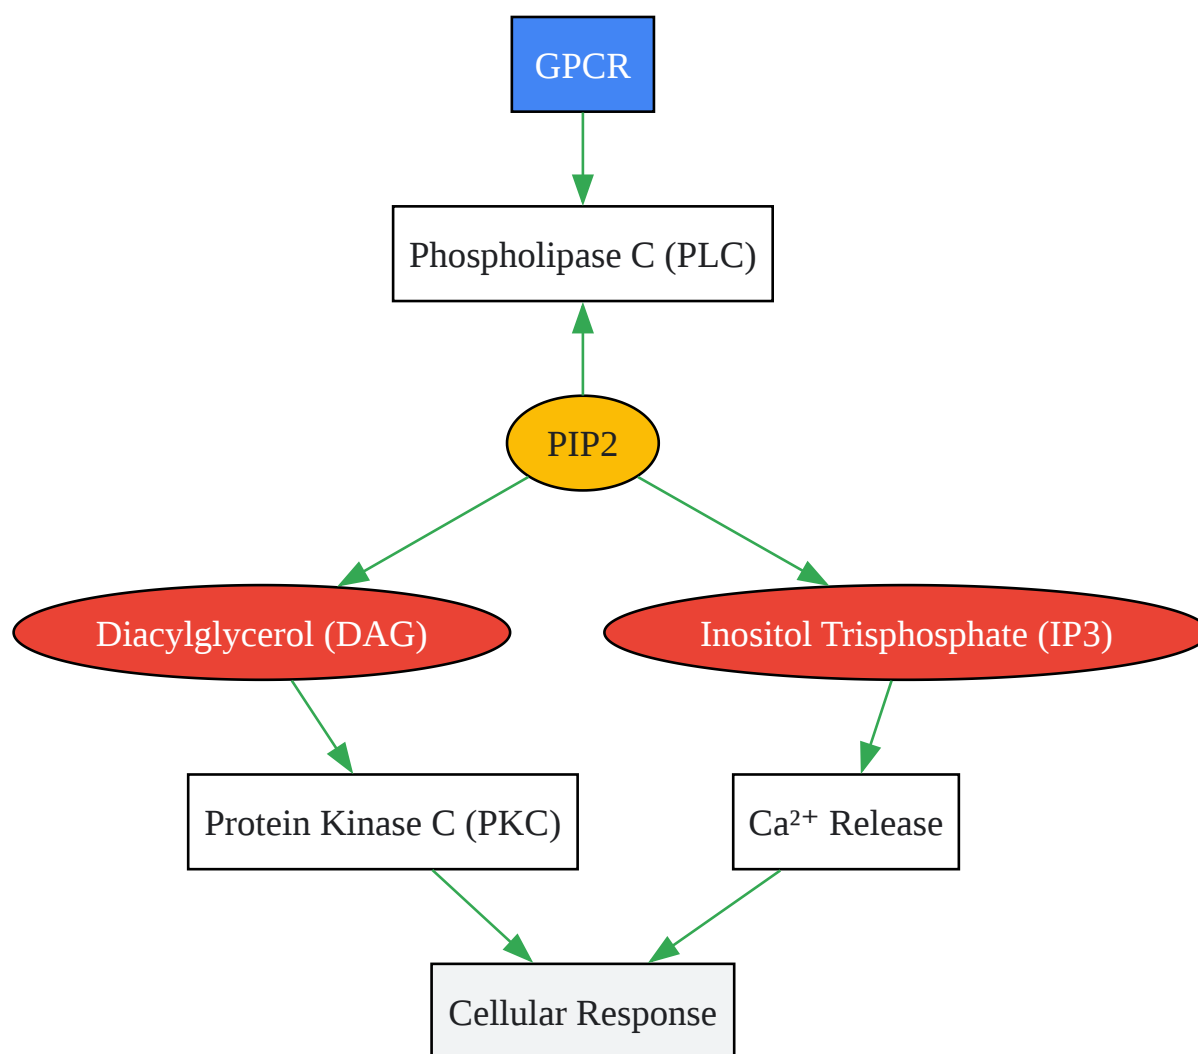 GPCR
Phospholipase C (PLC)
PIP2
Diacylglycerol (DAG)
Inositol Trisphosphate (IP3)
Protein Kinase C (PKC)
Ca²⁺ Release
Cellular Response